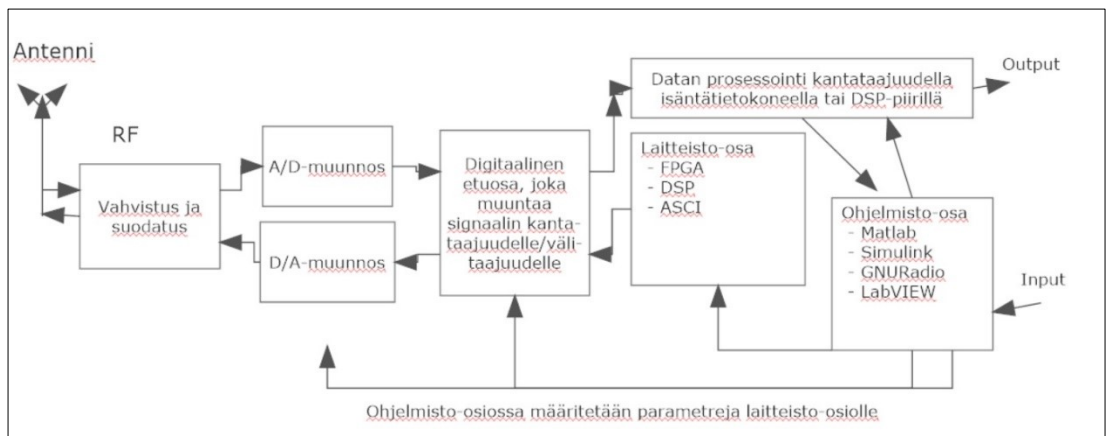 Antenni
RF
Vahvistus ja
suodatus
A/D-muunnos
D/A-muunnos
Digitaalinen
etuosa, joka
muuntaa
signaalin kanta-
taajuudelle/väli-
taajuudelle
Datan prosessointi kantataajuudella
isäntätietokoneella tai DSP-piirillä
Output
Laitteisto-osa
- FPGA
- DSP
- ASCI
Ohjelmisto-osa
- Matlab
- Simulink
- GNURadio
- LabVIEW
Input
Ohjelmisto-osiossa määritetään parametreja laitteisto-osiolle